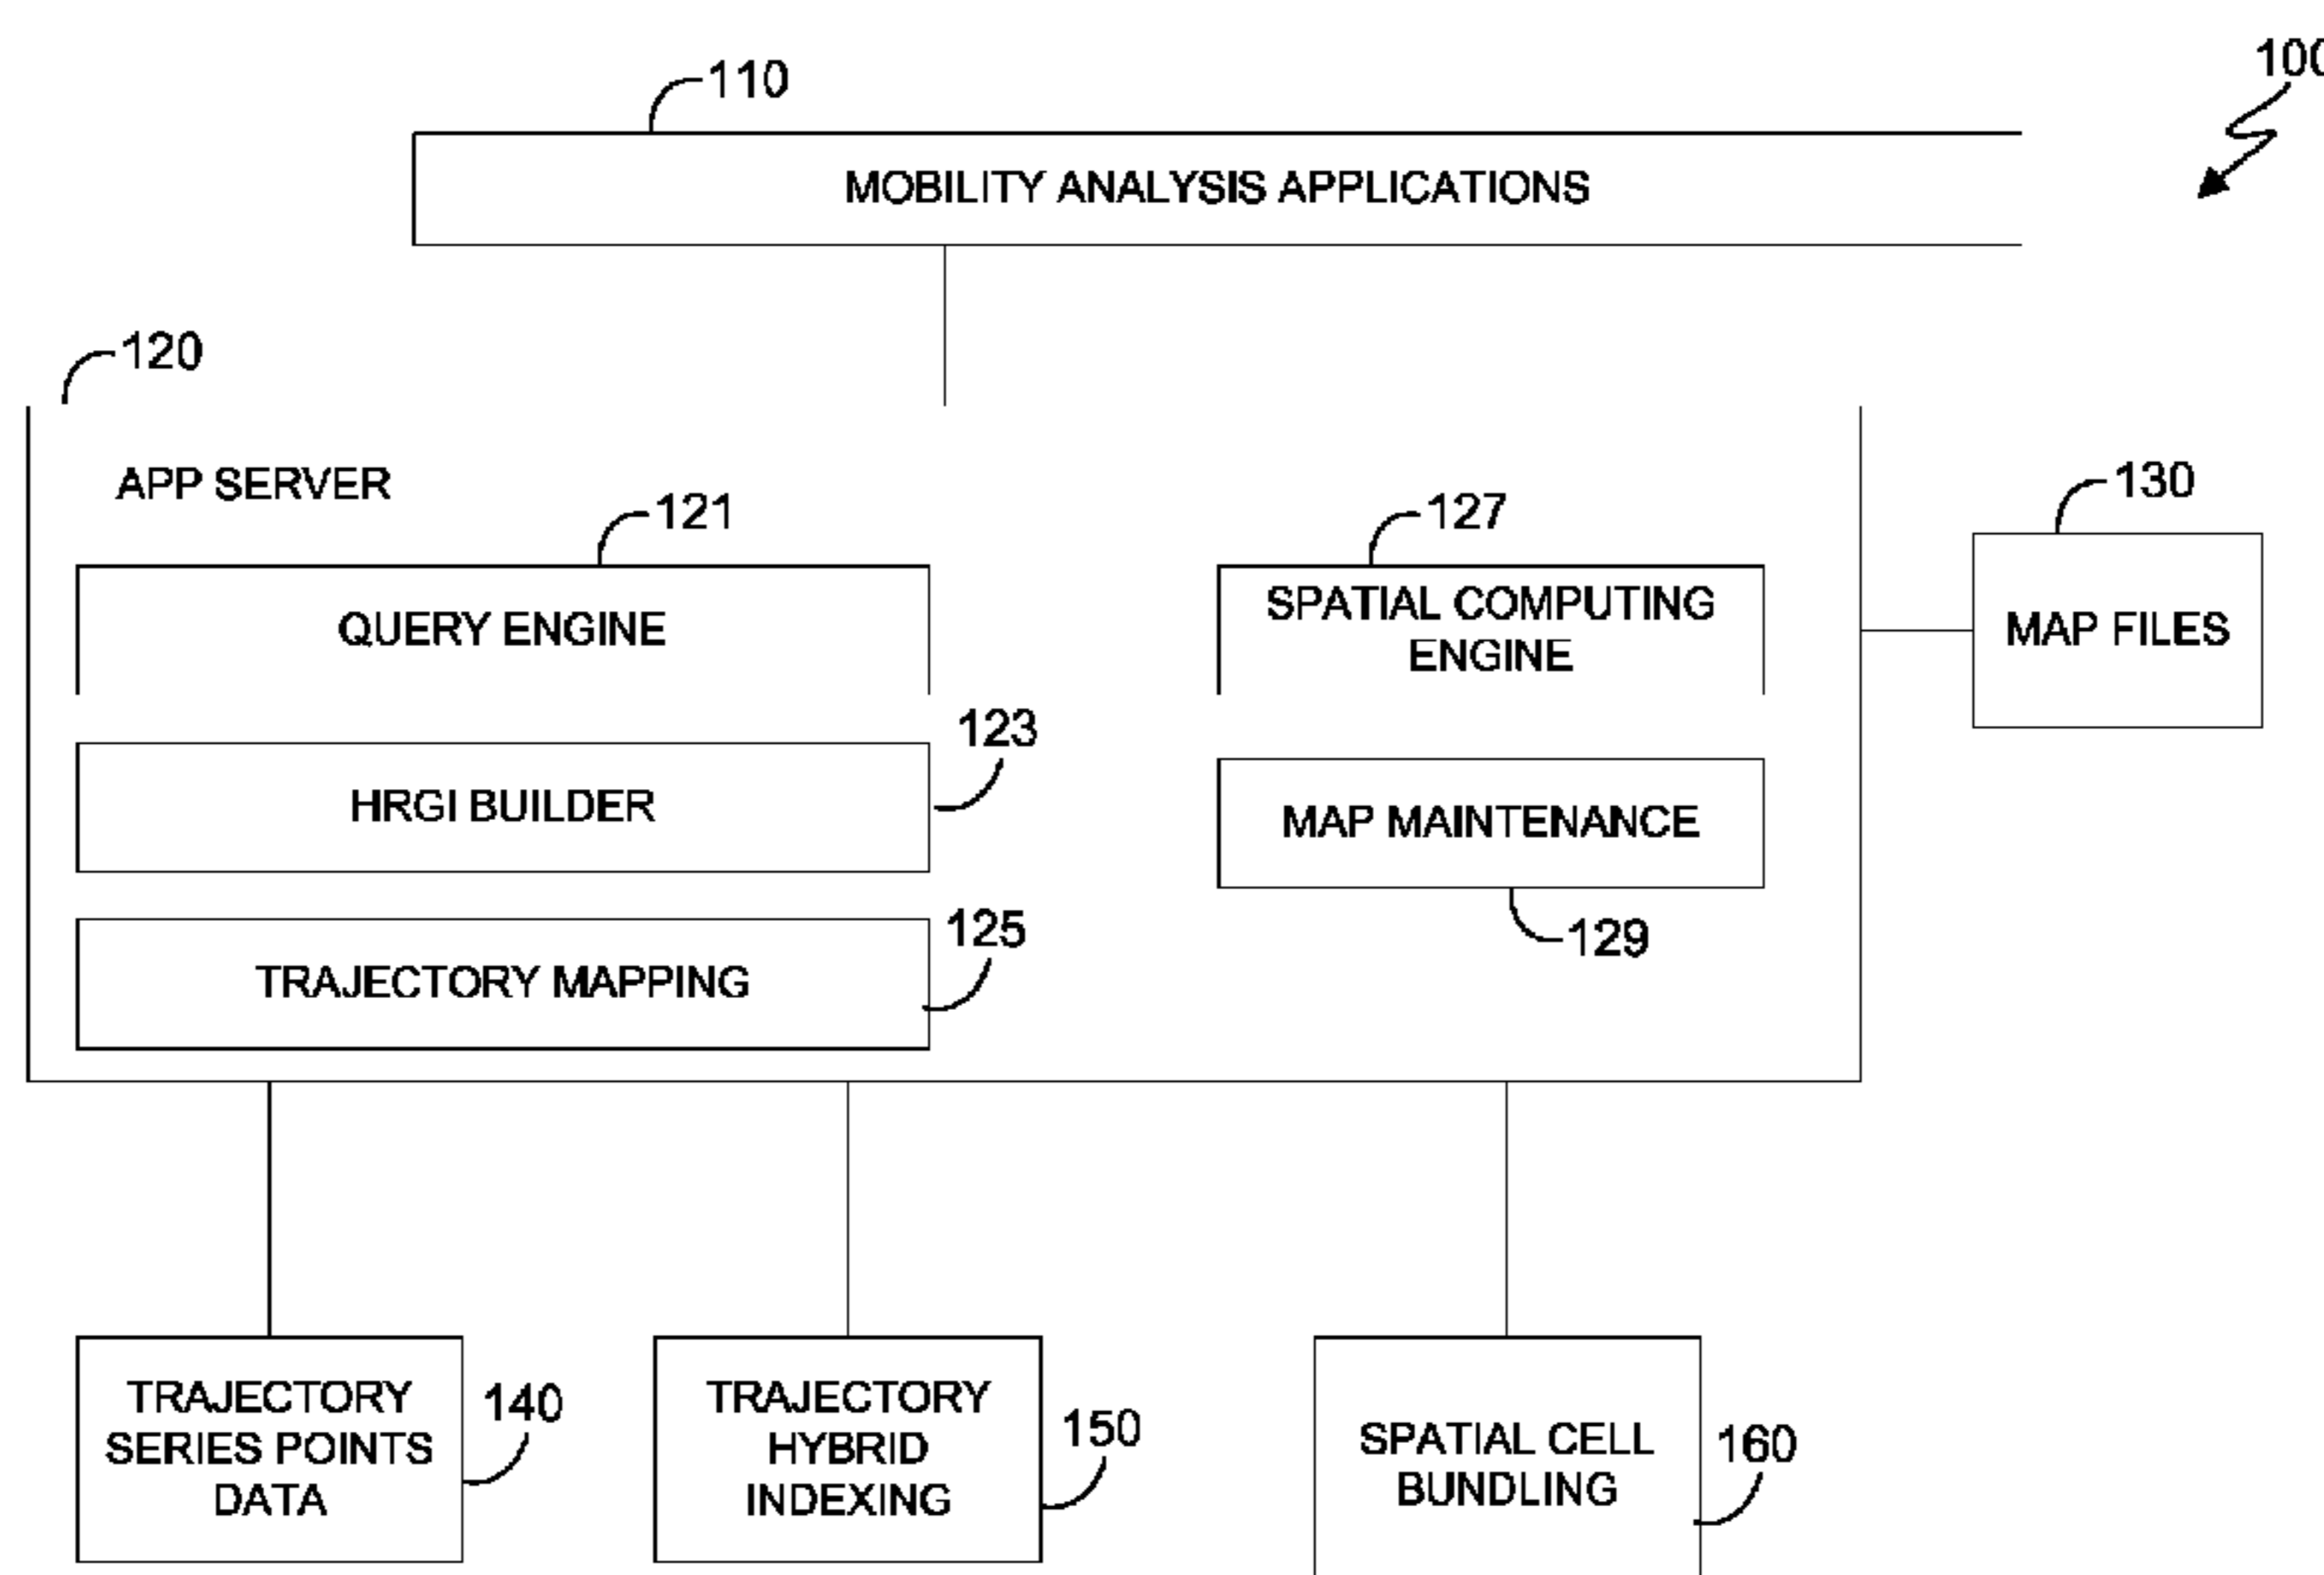 100
110
MOBILITY ANALYSIS APPLICATIONS
120
APP SERVER
121
127
130
QUERY ENGINE
SPATIAL COMPUTING
ENGINE
MAP FILES
123
HRGI BUILDER
MAP MAINTENANCE
125
129
TRAJECTORY MAPPING
TRAJECTORY
SERIES POINTS
DATA
140
TRAJECTORY
HYBRID
INDEXING
150
SPATIAL CELL
BUNDLING
160